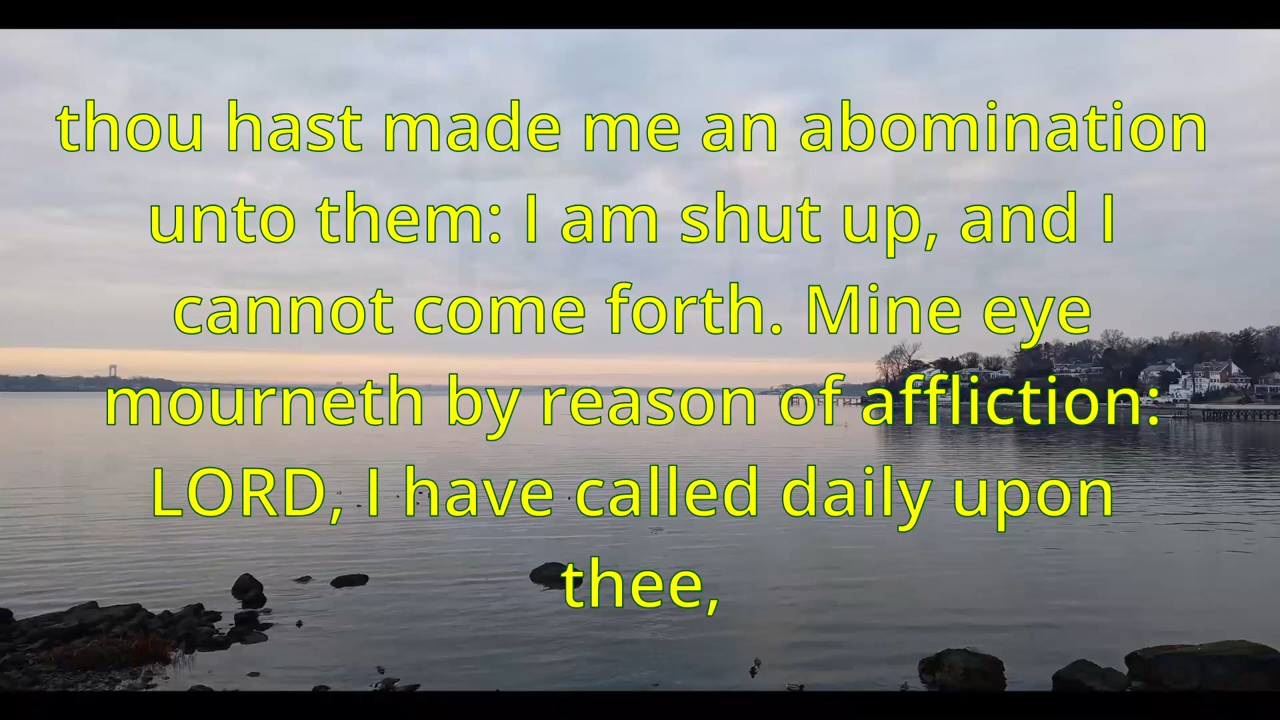 thou hast made me an abomination
unto them: I am shut up, and I
cannot come forth. Mine eye
mourneth by reason of affliction:
LORD, I have called daily upon
thee,